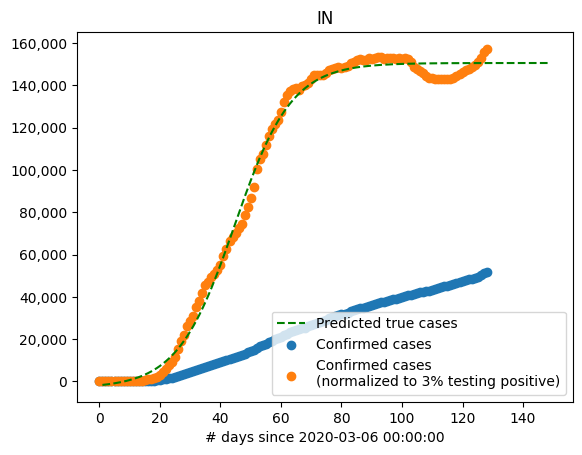 IN
160,000
140,000
120,000
100,000
80,000
60,000
40,000
20,000
0
Predicted true cases
Confirmed cases
Confirmed cases
(normalized to 3% testing positive)
0 20 40 60 80 100 120 140
# days since 2020-03-06 00:00:00